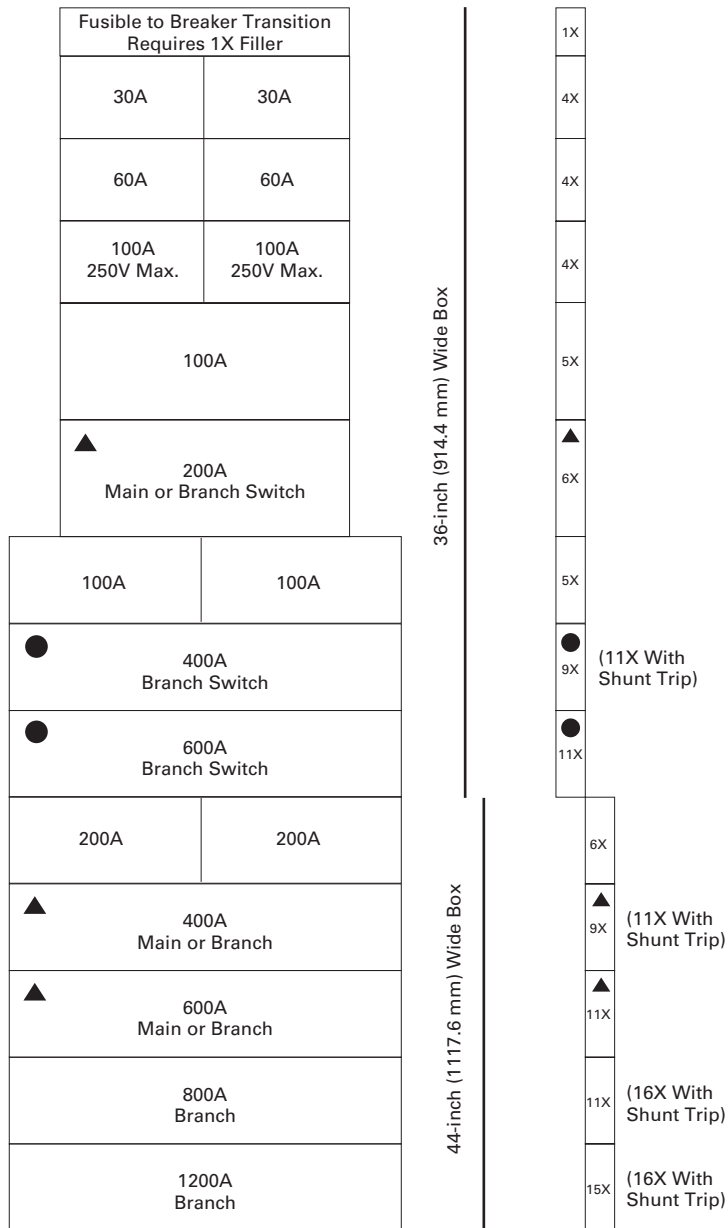 Fusible to Breaker Transition
Requires 1X Filler
1X
30A
30A
4X
60A
60A
4X
100A
250V Max.
100A
250V Max.
4X
100A
5X
200A
Main or Branch Switch
6X
36-inch (914.4 mm) Wide Box
100A
100A
5X
400A
Branch Switch
9X
(11X With
Shunt Trip)
600A
Branch Switch
11X
200A
200A
6X
400A
Main or Branch
9X
(11X With
Shunt Trip)
600A
Main or Branch
11X
44-inch (1117.6 mm) Wide Box
800A
Branch
11X
(16X With
Shunt Trip)
1200A
Branch
15X
(16X With
Shunt Trip)